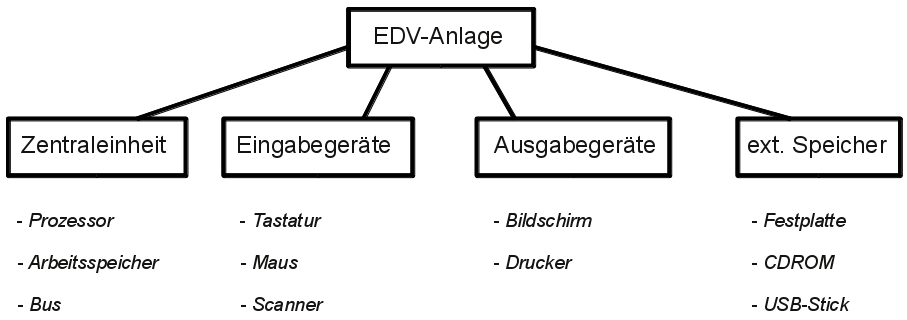 EDV-Anlage
Zentraleinheit
Eingabegeräte
Ausgabegeräte
ext. Speicher
- Prozessor
- Arbeitsspeicher
- Bus
- Tastatur
- Maus
- Scanner
- Bildschirm
- Drucker
- Festplatte
- CDROM
- USB-Stick